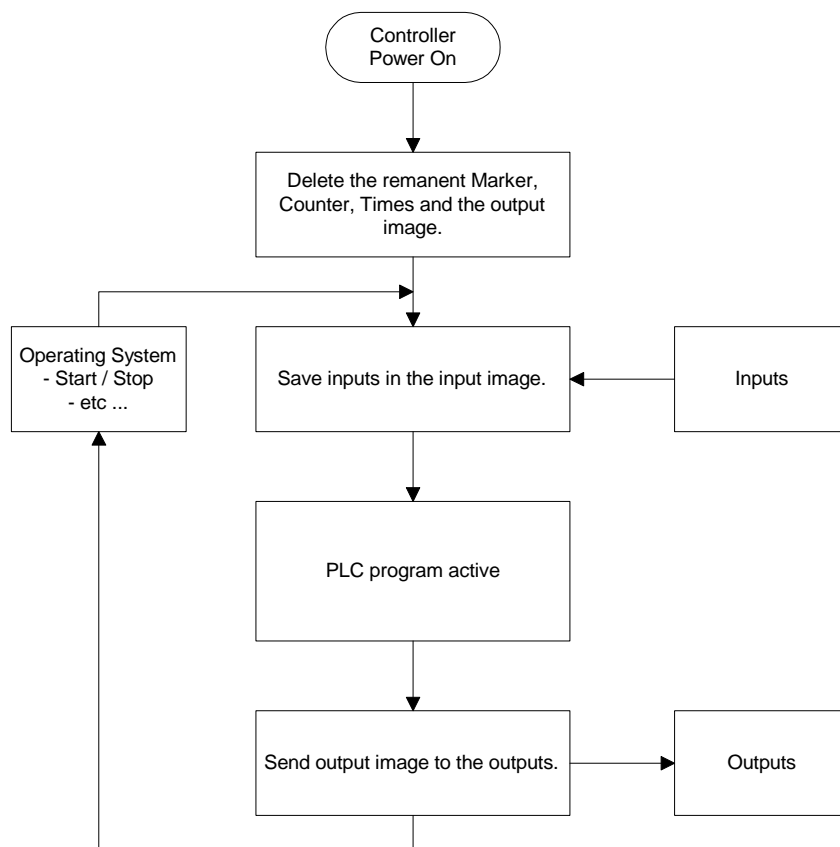 Controller
Power On
Delete the remanent Marker,
Counter, Times and the output
image.
Operating System
- Start / Stop
- etc ...
Save inputs in the input image.
Inputs
PLC program active
Send output image to the outputs.
Outputs